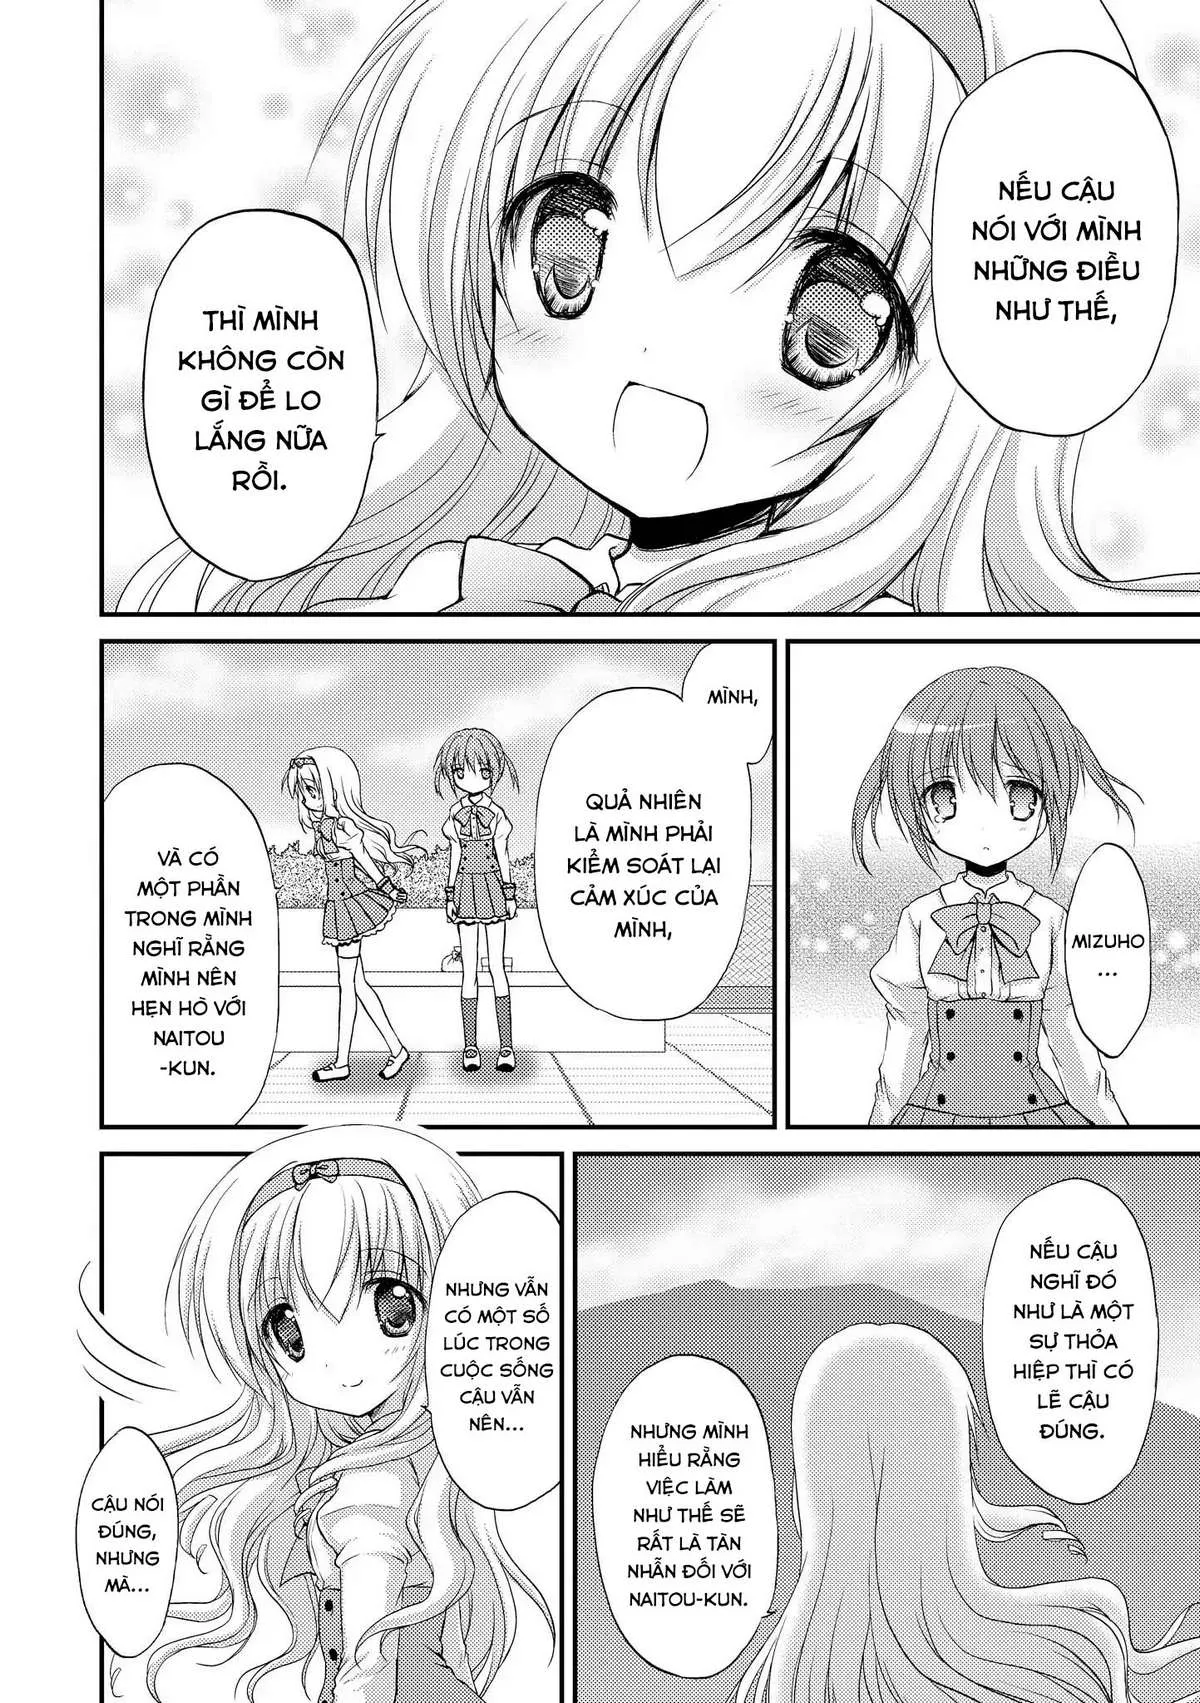 NẾU CẬU
NÓI VỚI MÌNH
NHỮNG ĐIỀU
NHƯ THẾ,
THÌ MÌNH
KHÔNG CÒN
GÌ ĐỂ LO
LẮNG NỮA
RỒI.
MIZUHO
...
MÌNH,
QUẢ NHIÊN
LÀ MÌNH PHẢI
KIỂM SOÁT LẠI
CẢM XÚC CỦA
MÌNH,
VÀ CÓ
MỘT PHẦN
TRONG MÌNH
NGHĨ RẰNG
MÌNH NÊN
HẸN HÒ VỚI
NAITOU
-KUN.
NẾU CẬU
NGHĨ ĐÓ
NHƯ LÀ MỘT
SỰ THỎA
HIỆP THÌ CÓ
LẼ CẬU
ĐÚNG.
NHƯNG MÌNH
HIỂU RẰNG
VIỆC LÀM
NHƯ THẾ SẼ
RẤT LÀ TÀN
NHẪN ĐỐI VỚI
NAITOU-KUN.
NHƯNG VẪN
CÓ MỘT SỐ
LÚC TRONG
CUỘC SỐNG
CẬU VẪN
NÊN...
CẬU NÓI
ĐÚNG,
NHƯNG
MÀ...